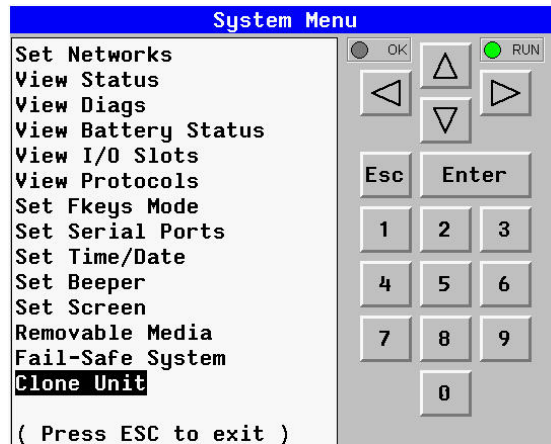 System Menu
Set Networks
View Status
View Diags
View Battery Status
View I/O Slots
View Protocols
Set Fkeys Mode
Set Serial Ports
Set Time/Date
Set Beeper
Set Screen
Removable Media
Fail-Safe System
Clone Unit
( Press ESC to exit )
OK
RUN
Esc
Enter
1 2 3
4 5 6
7 8 9
0